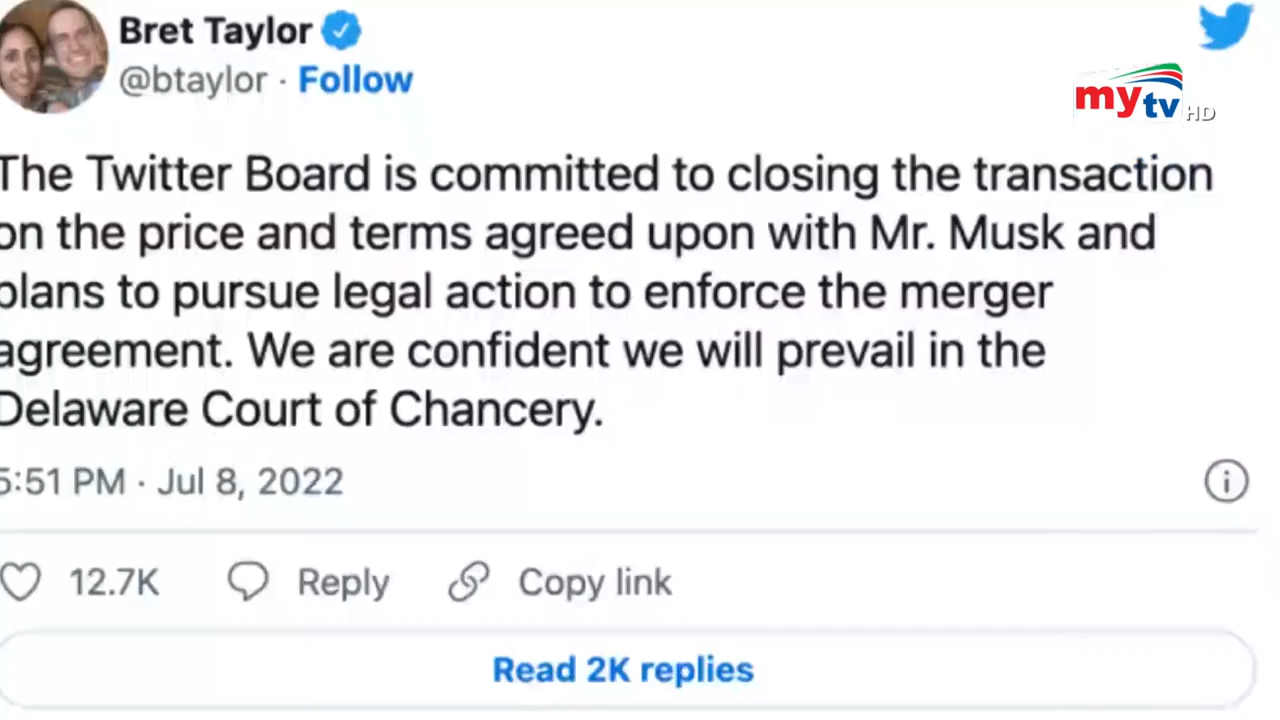 Bret Taylor
@btaylor · Follow
mytv HD
The Twitter Board is committed to closing the transaction
on the price and terms agreed upon with Mr. Musk and
plans to pursue legal action to enforce the merger
agreement. We are confident we will prevail in the
Delaware Court of Chancery.
5:51 PM · Jul 8, 2022
12.7K Reply Copy link
Read 2K replies